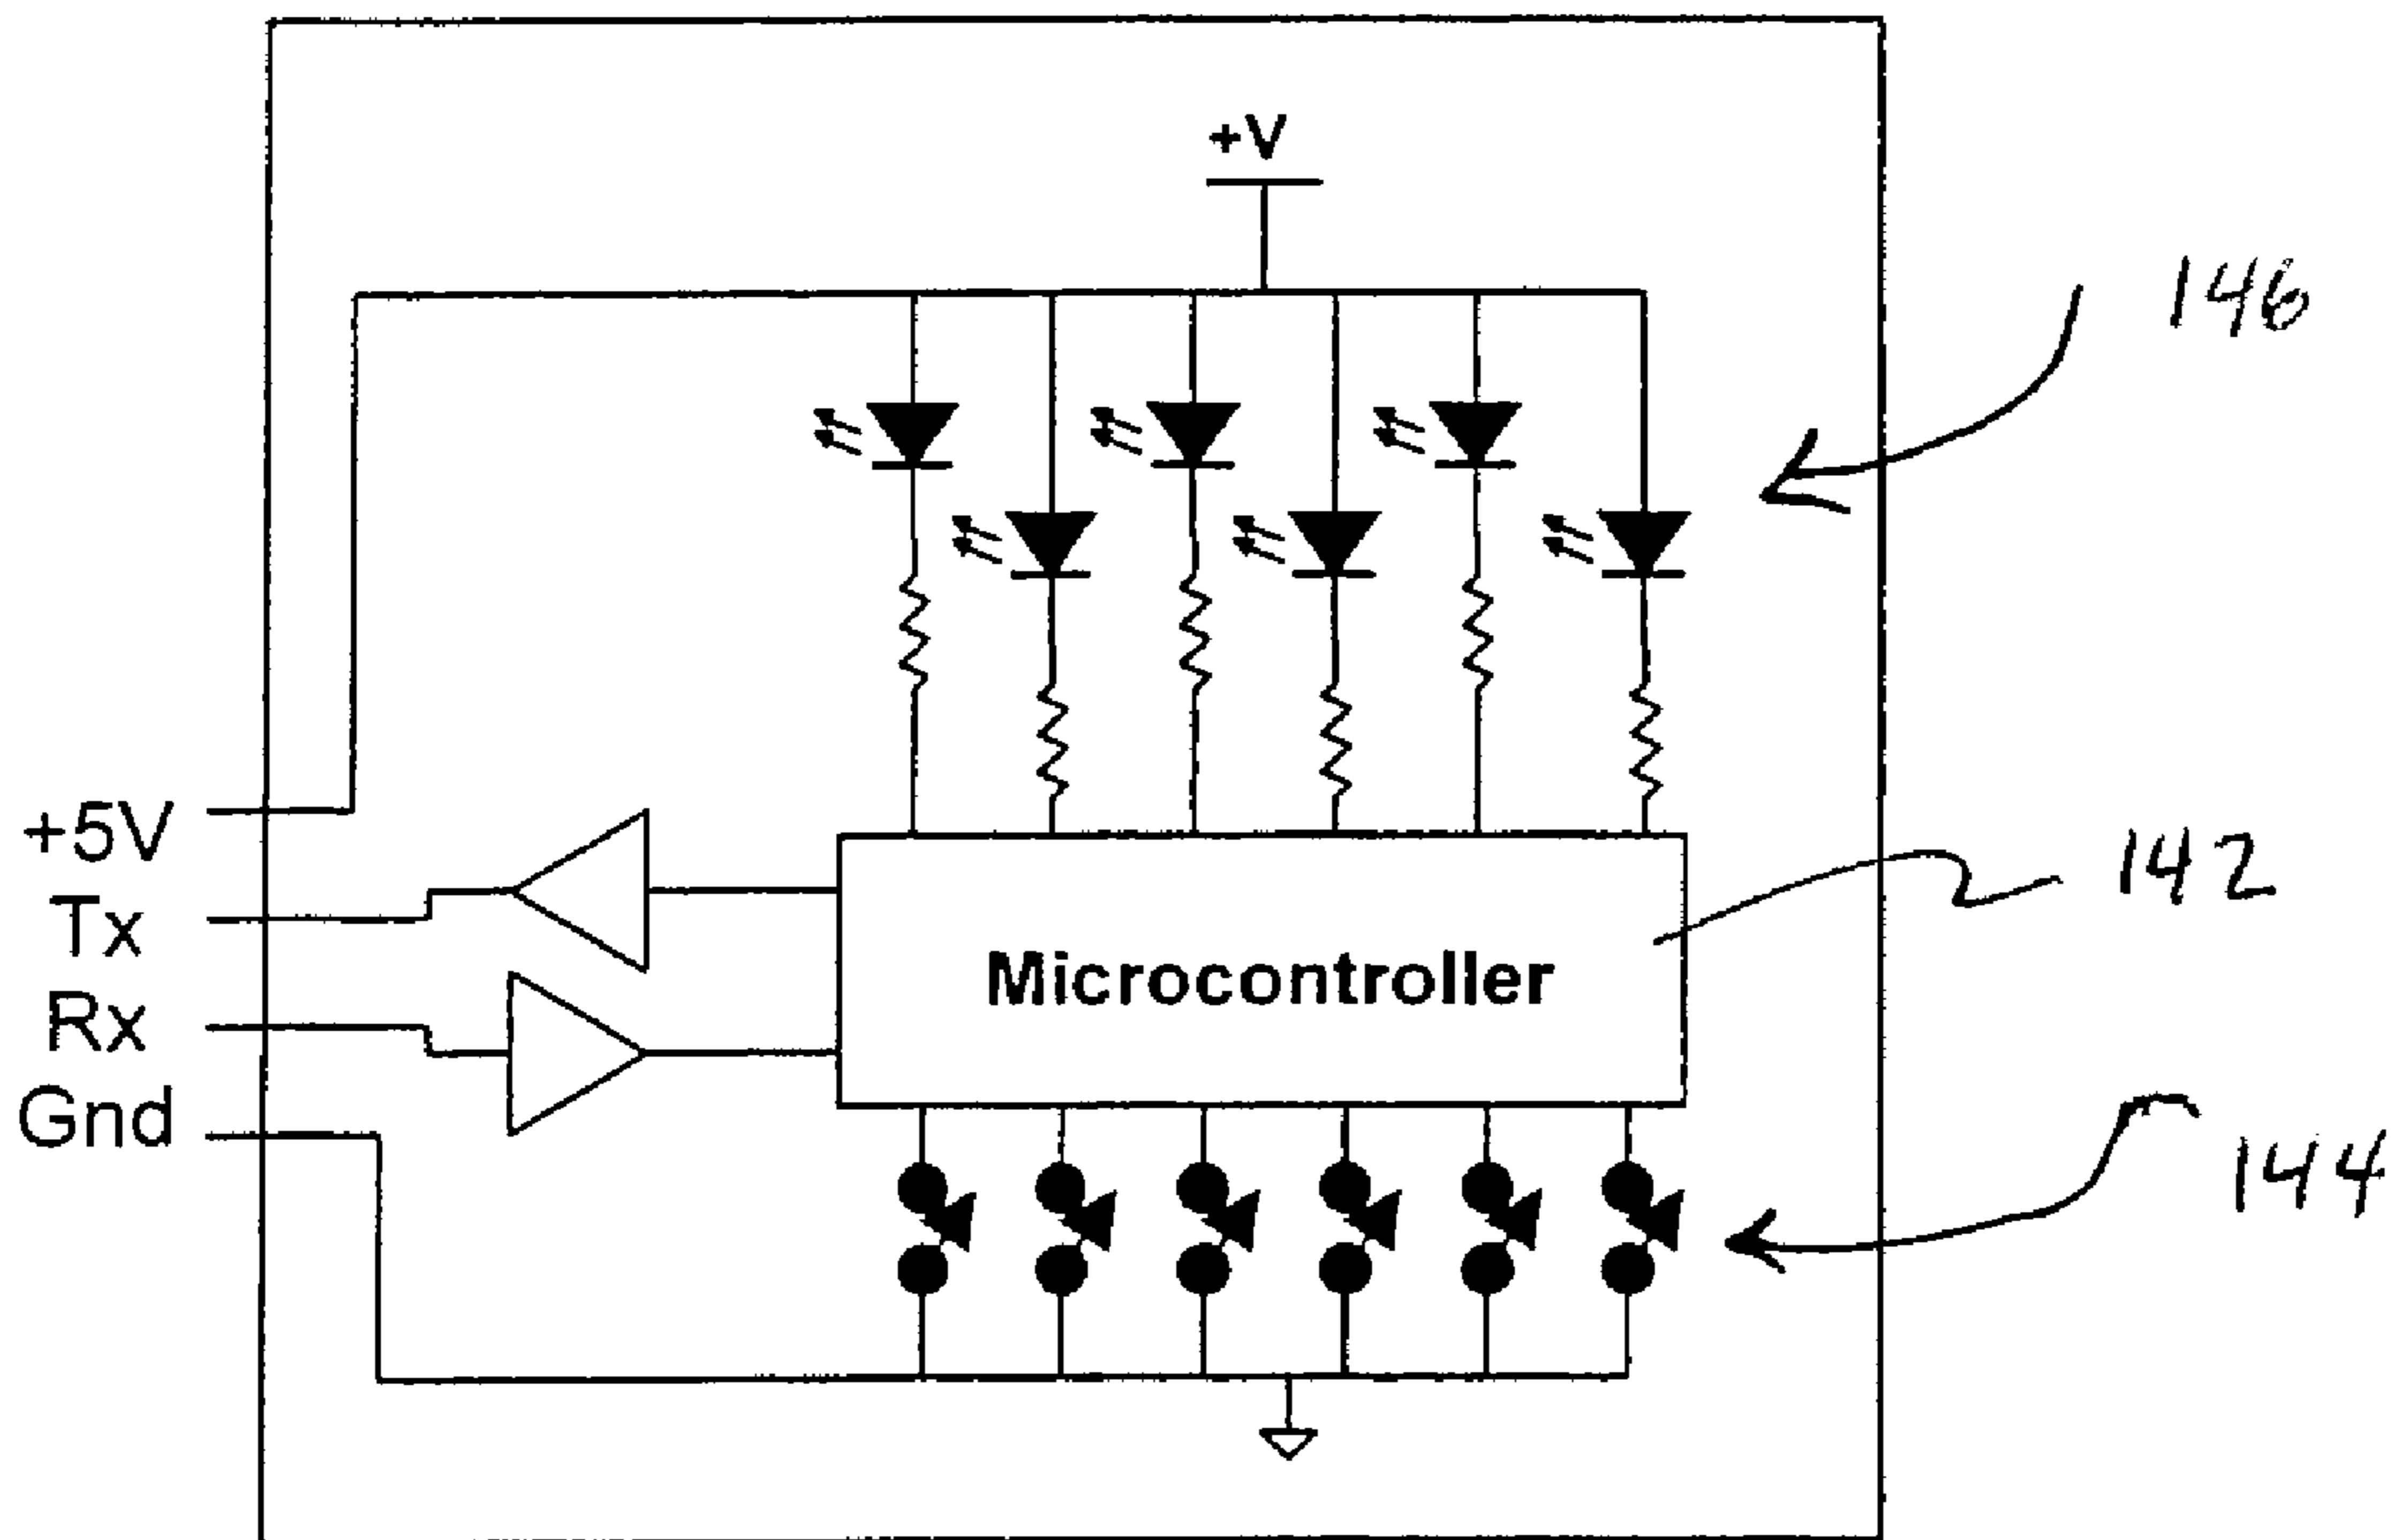 +V
146
+5V
Tx
Rx
Gnd
142
Microcontroller
144